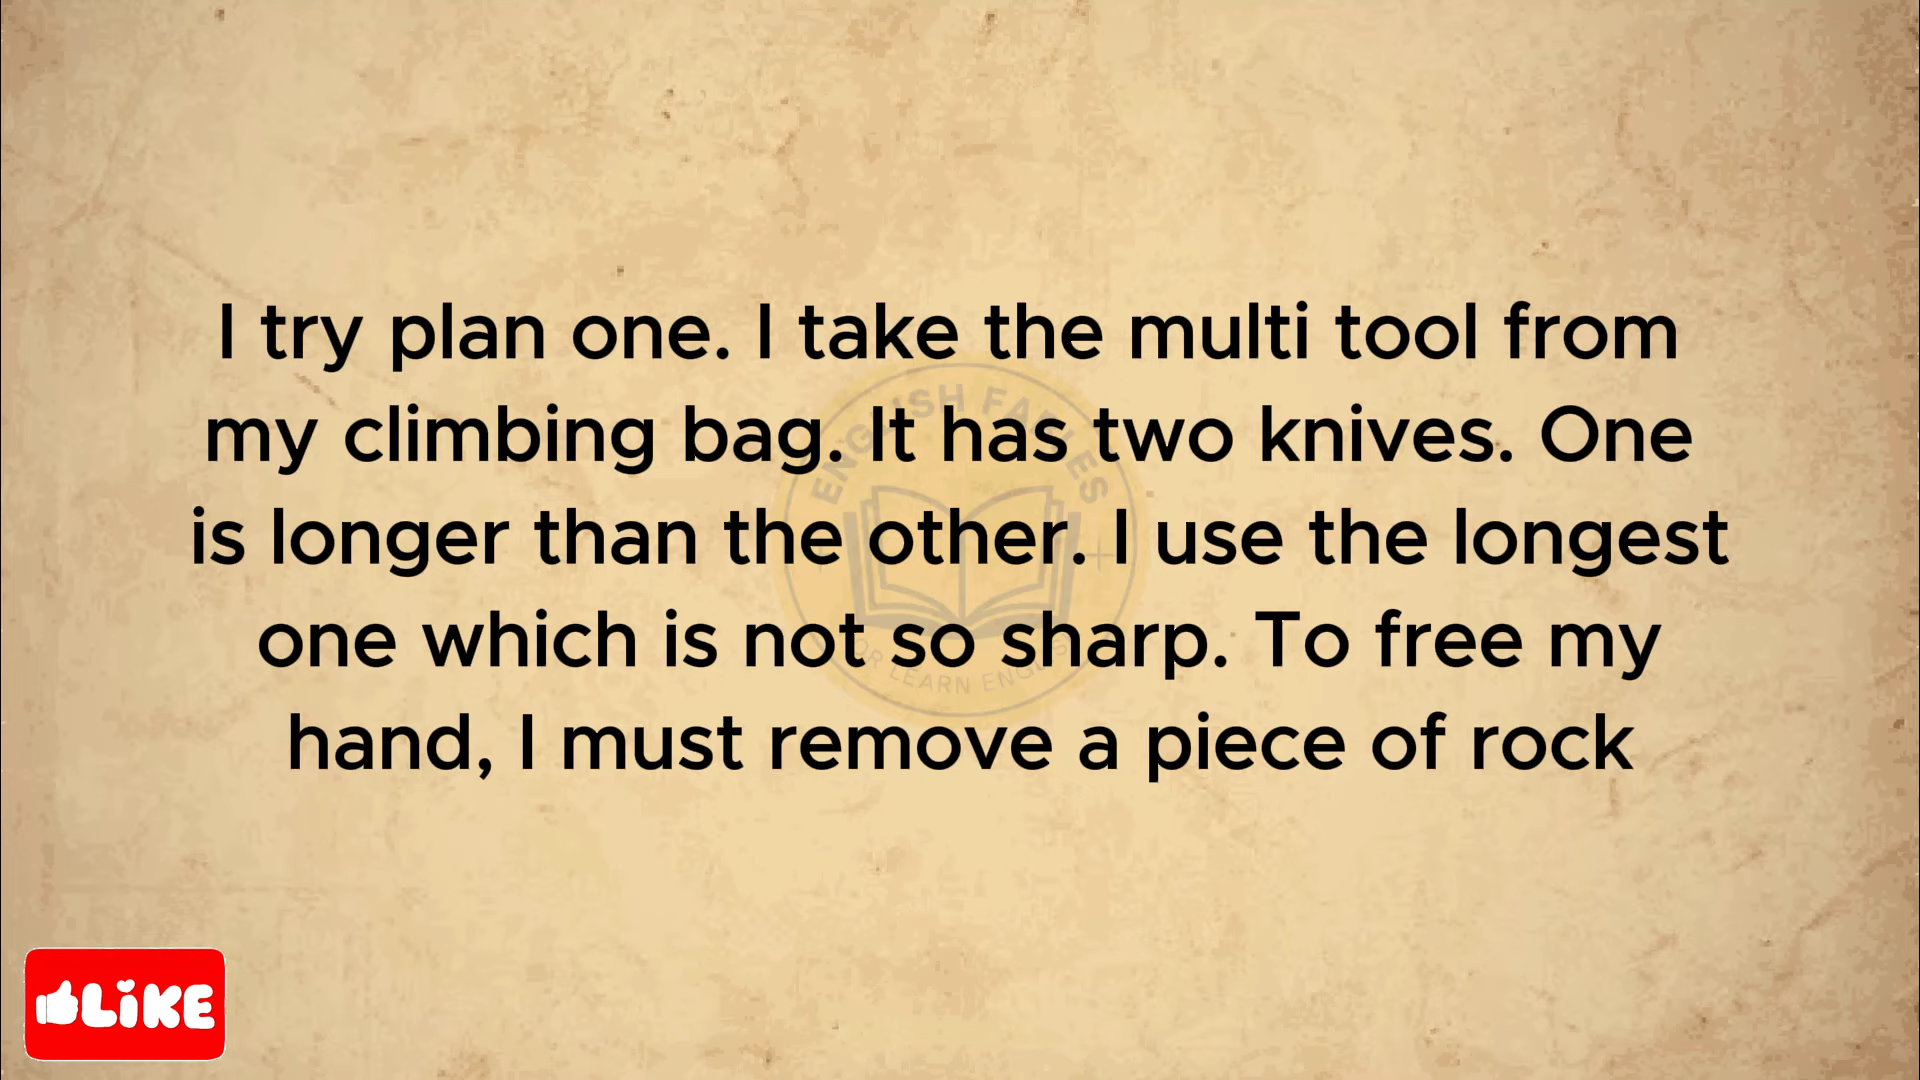 I try plan one. I take the multi tool from
my climbing bag. It has two knives. One
is longer than the other. I use the longest
one which is not so sharp. To free my
hand, I must remove a piece of rock
LiKE